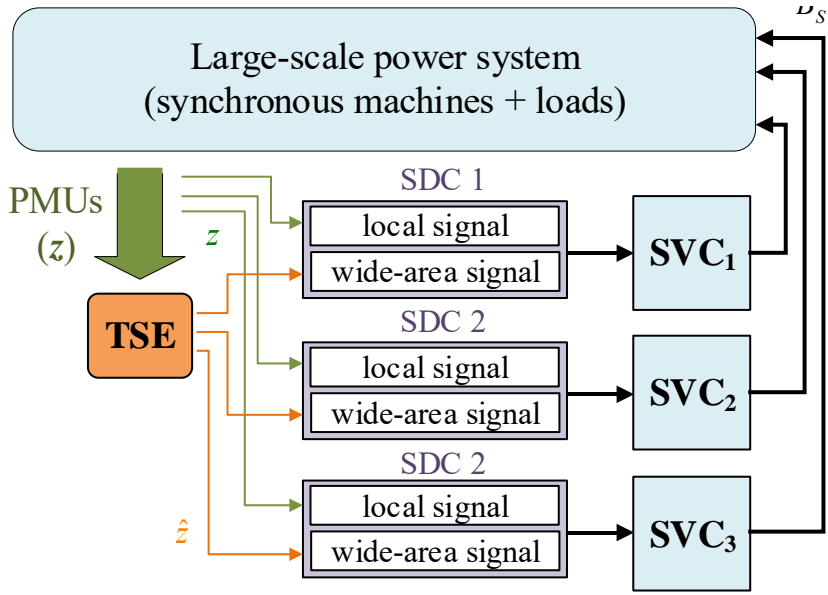 B_S
Large-scale power system
(synchronous machines + loads)
PMUs
(z)
z
SDC 1
local signal
wide-area signal
SVC₁
TSE
SDC 2
local signal
wide-area signal
SVC₂
SDC 2
local signal
wide-area signal
SVC₃
ẑ